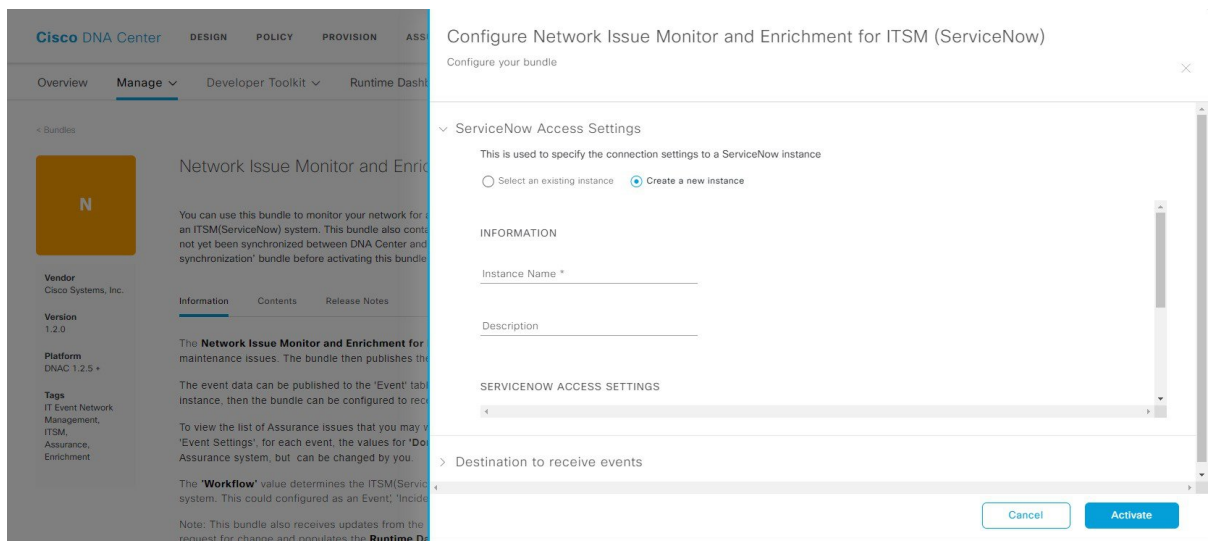 Cisco DNA Center DESIGN POLICY PROVISION
Overview Manage Developer Toolkit Runtime
< Bundles
N
Vendor
Cisco Systems, Inc.
Version
1.2.0
Platform
DNAC 1.2.5 +
Tags
IT Event Network
Management,
ITSM,
Assurance,
Enrichment
Network Issue Monitor and
You can use this bundle to monitor your network for
an ITSM(ServiceNow) system. This bundle also
not yet been synchronized between DNA Center and
synchronization' bundle before activating this bundle
Information Contents Release Notes
The Network Issue Monitor and Enrichment for
maintenance issues. The bundle then publishes
The event data can be published to the 'Event'
instance, then the bundle can be configured to
To view the list of Assurance issues that you may
'Event Settings', for each event, the values for
Assurance system, but can be changed by you.
The 'Workflow' value determines the
system. This could configured as an Event',
Note: This bundle also receives updates from the
request for change and populates the Runtime
Configure Network Issue Monitor and Enrichment for ITSM (ServiceNow)
Configure your bundle
ServiceNow Access Settings
This is used to specify the connection settings to a ServiceNow instance
Select an existing instance Create a new instance
INFORMATION
Instance Name *
Description
SERVICENOW ACCESS SETTINGS
Destination to receive events
Cancel Activate